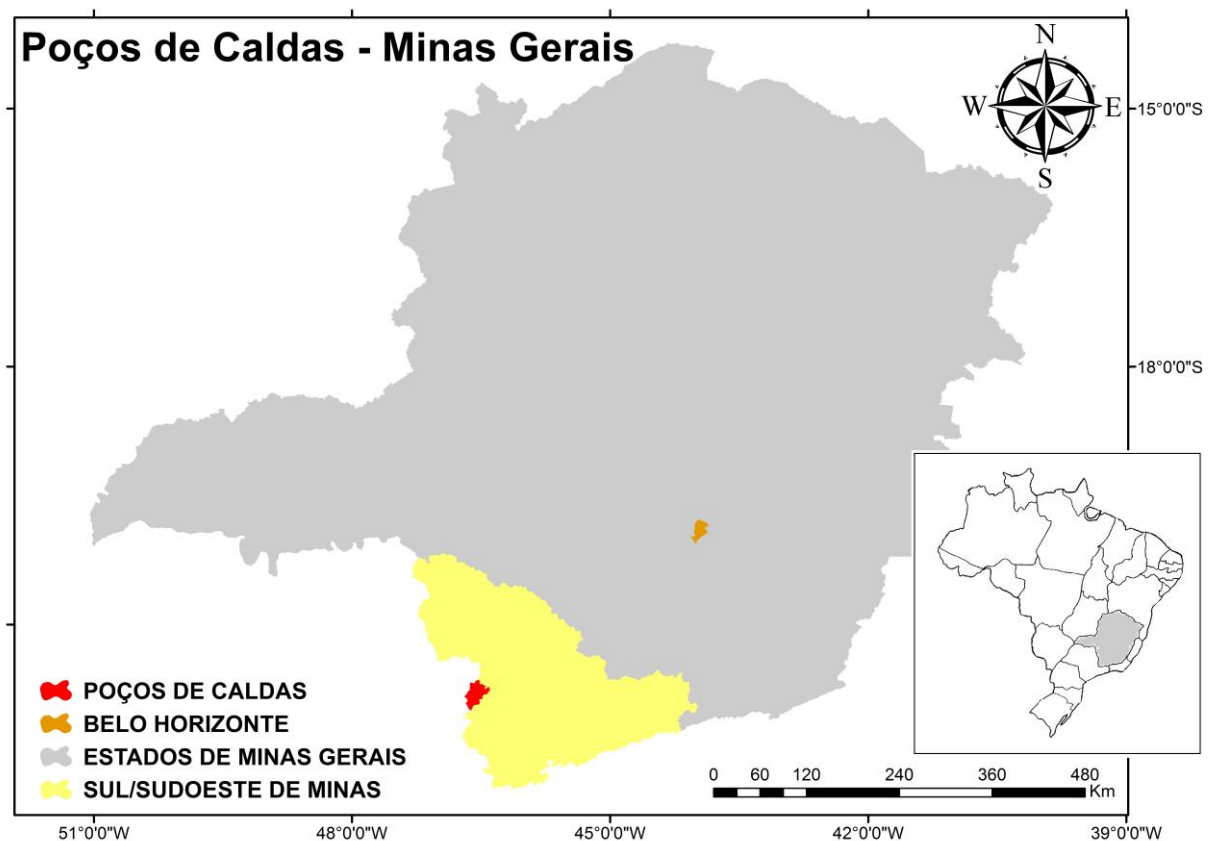 Poços de Caldas - Minas Gerais
N
W E
S
15°0'0"S
18°0'0"S
POÇOS DE CALDAS
BELO HORIZONTE
ESTADOS DE MINAS GERAIS
SUL/SUDOESTE DE MINAS
0 60 120 240 360 480
Km
51°0'0"W 48°0'0"W 45°0'0"W 42°0'0"W 39°0'0"W